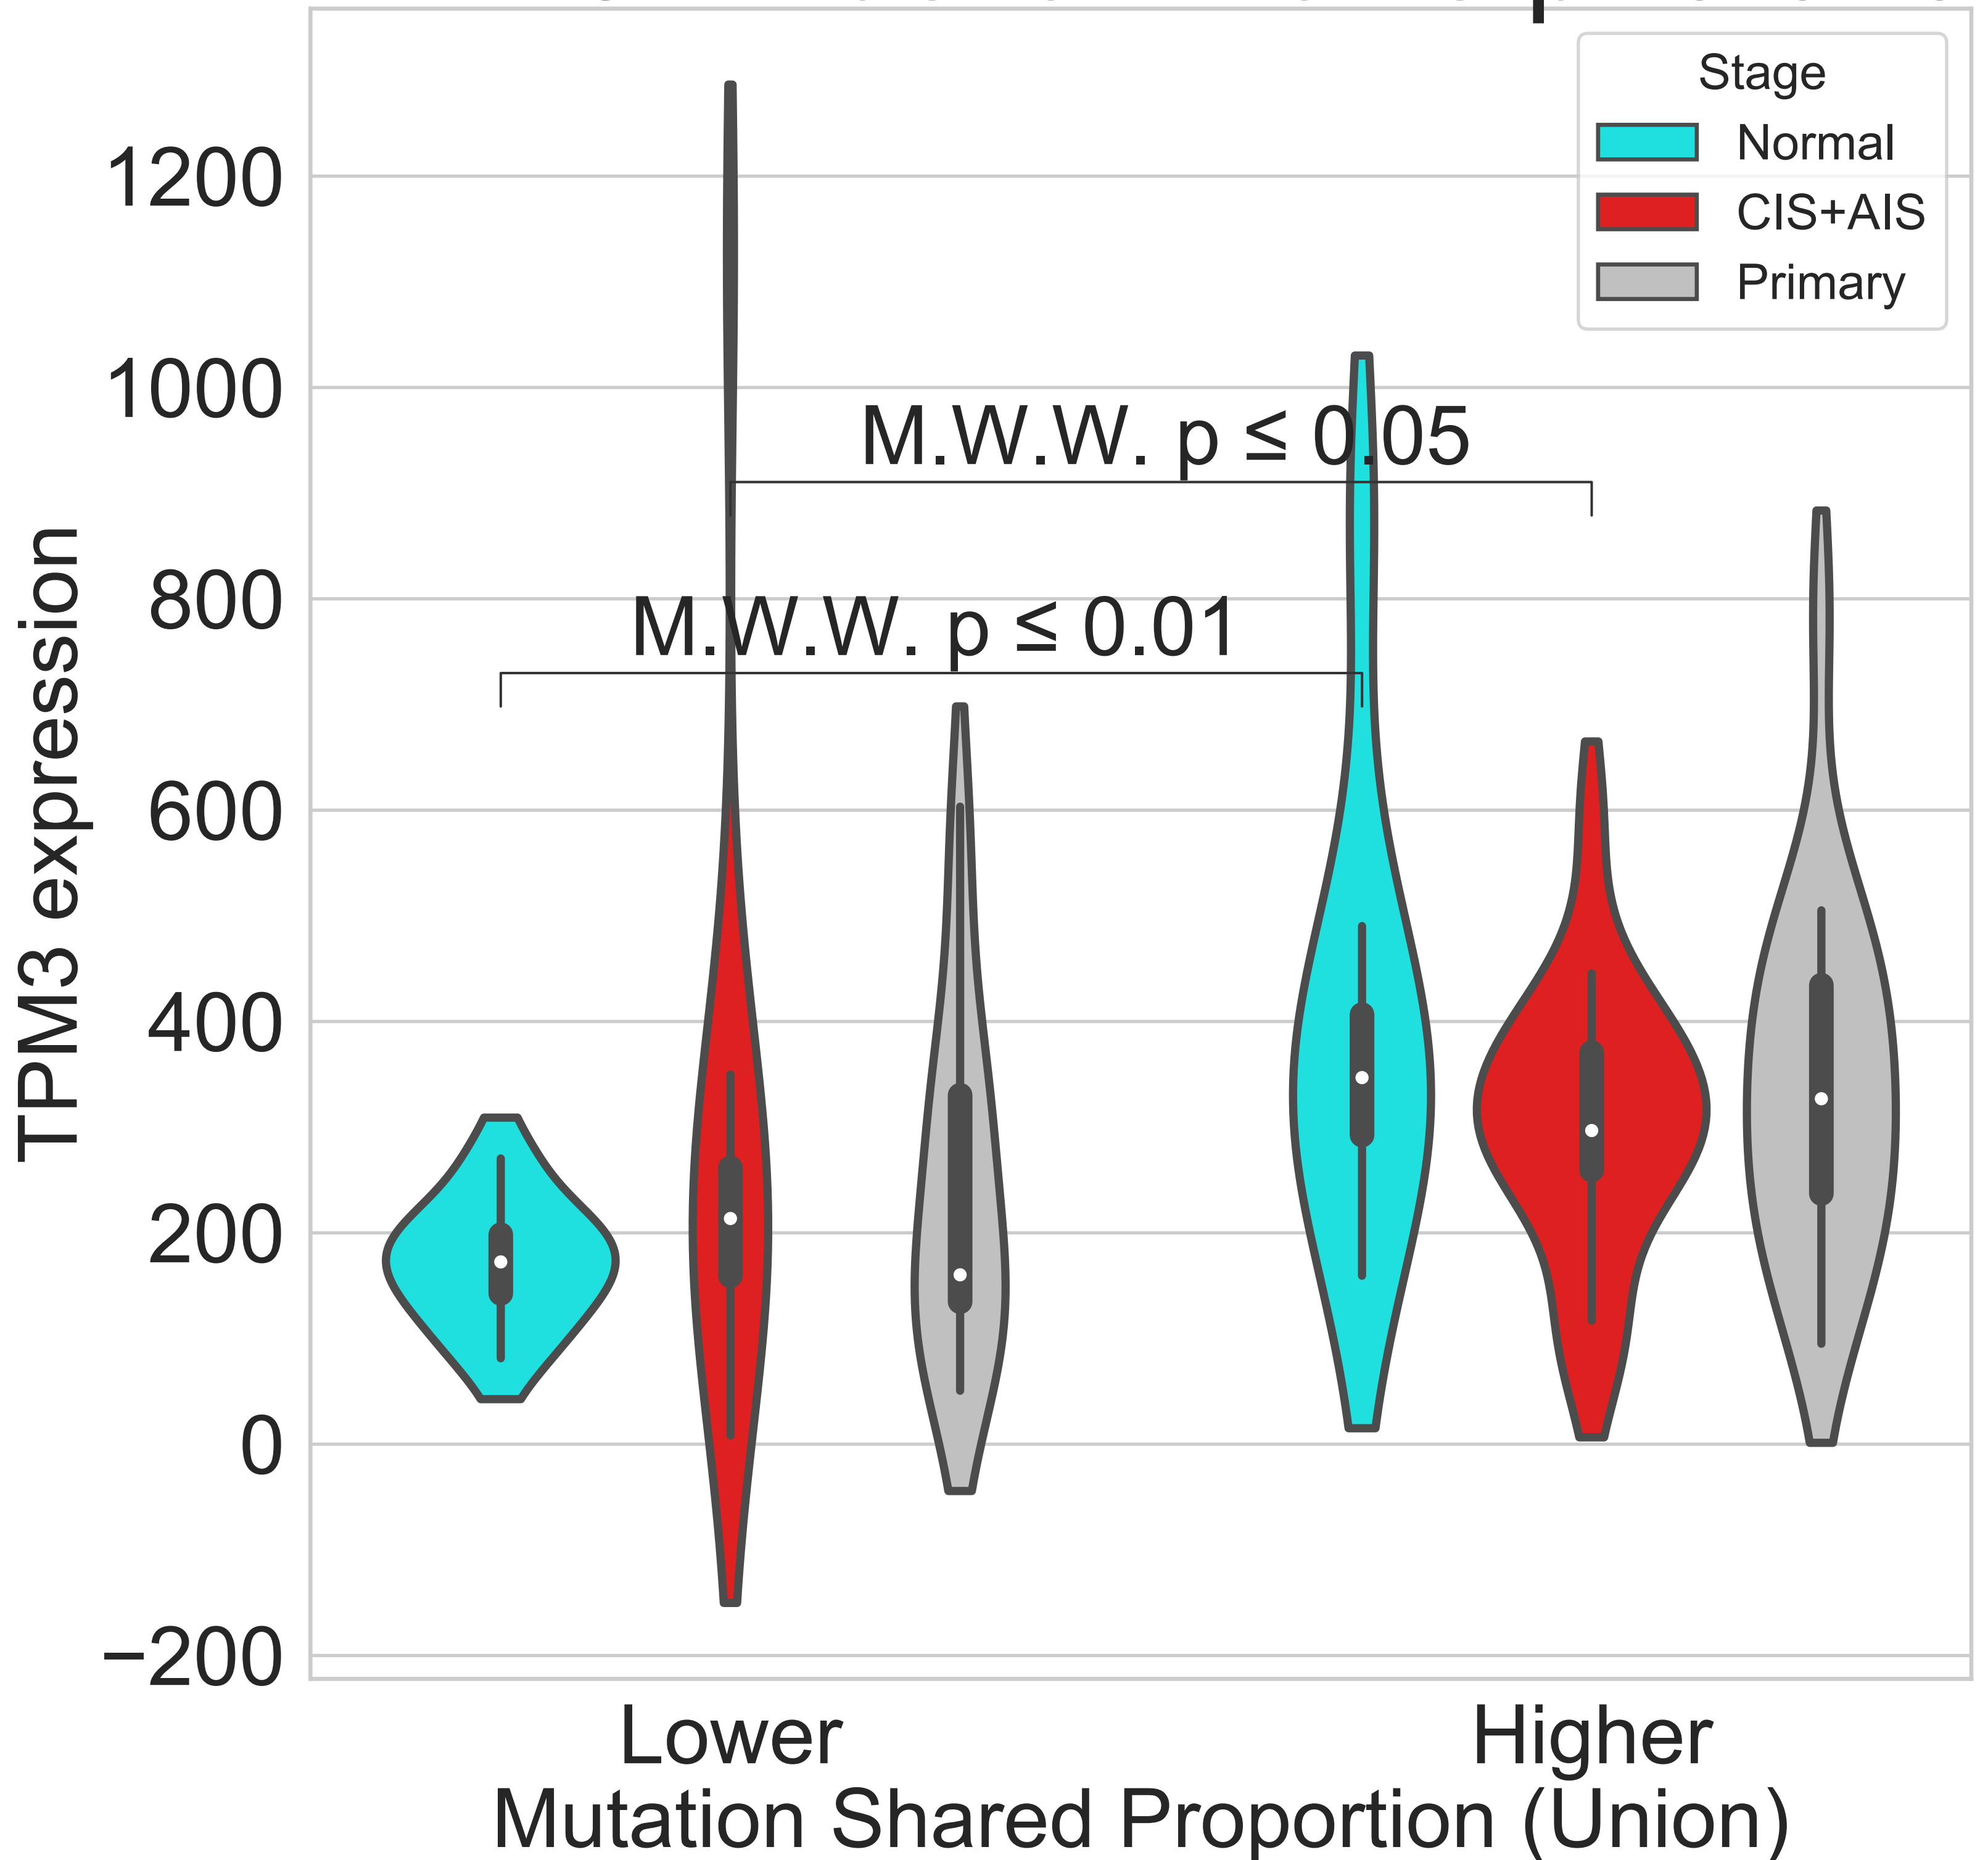 Stage
Normal
CIS+AIS
Primary
1200
1000
800
600
400
200
0
−200
TPM3 expression
M.W.W. p ≤ 0.05
M.W.W. p ≤ 0.01
Lower
Higher
Mutation Shared Proportion (Union)